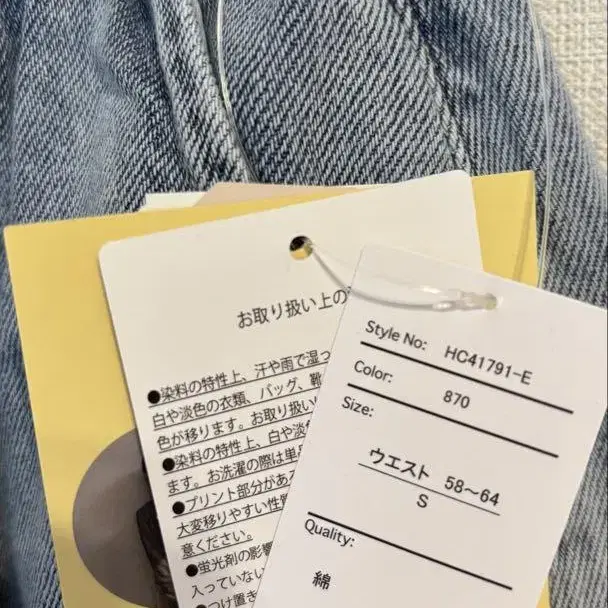 お取り扱い上の
●染料の特性上、汗や雨で湿っ
白や淡色の衣類、バッグ、靴
色が移ります。お取り扱い
●染料の特性上、白や淡
ます。お洗濯の際は単
●プリント部分があ
大変移りやすい性質
意ください。
●蛍光剤の影響
入っていない
●つけ置き
Style No: HC41791-E
Color: 870
Size:
ウエスト 58〜64
S
Quality:
綿